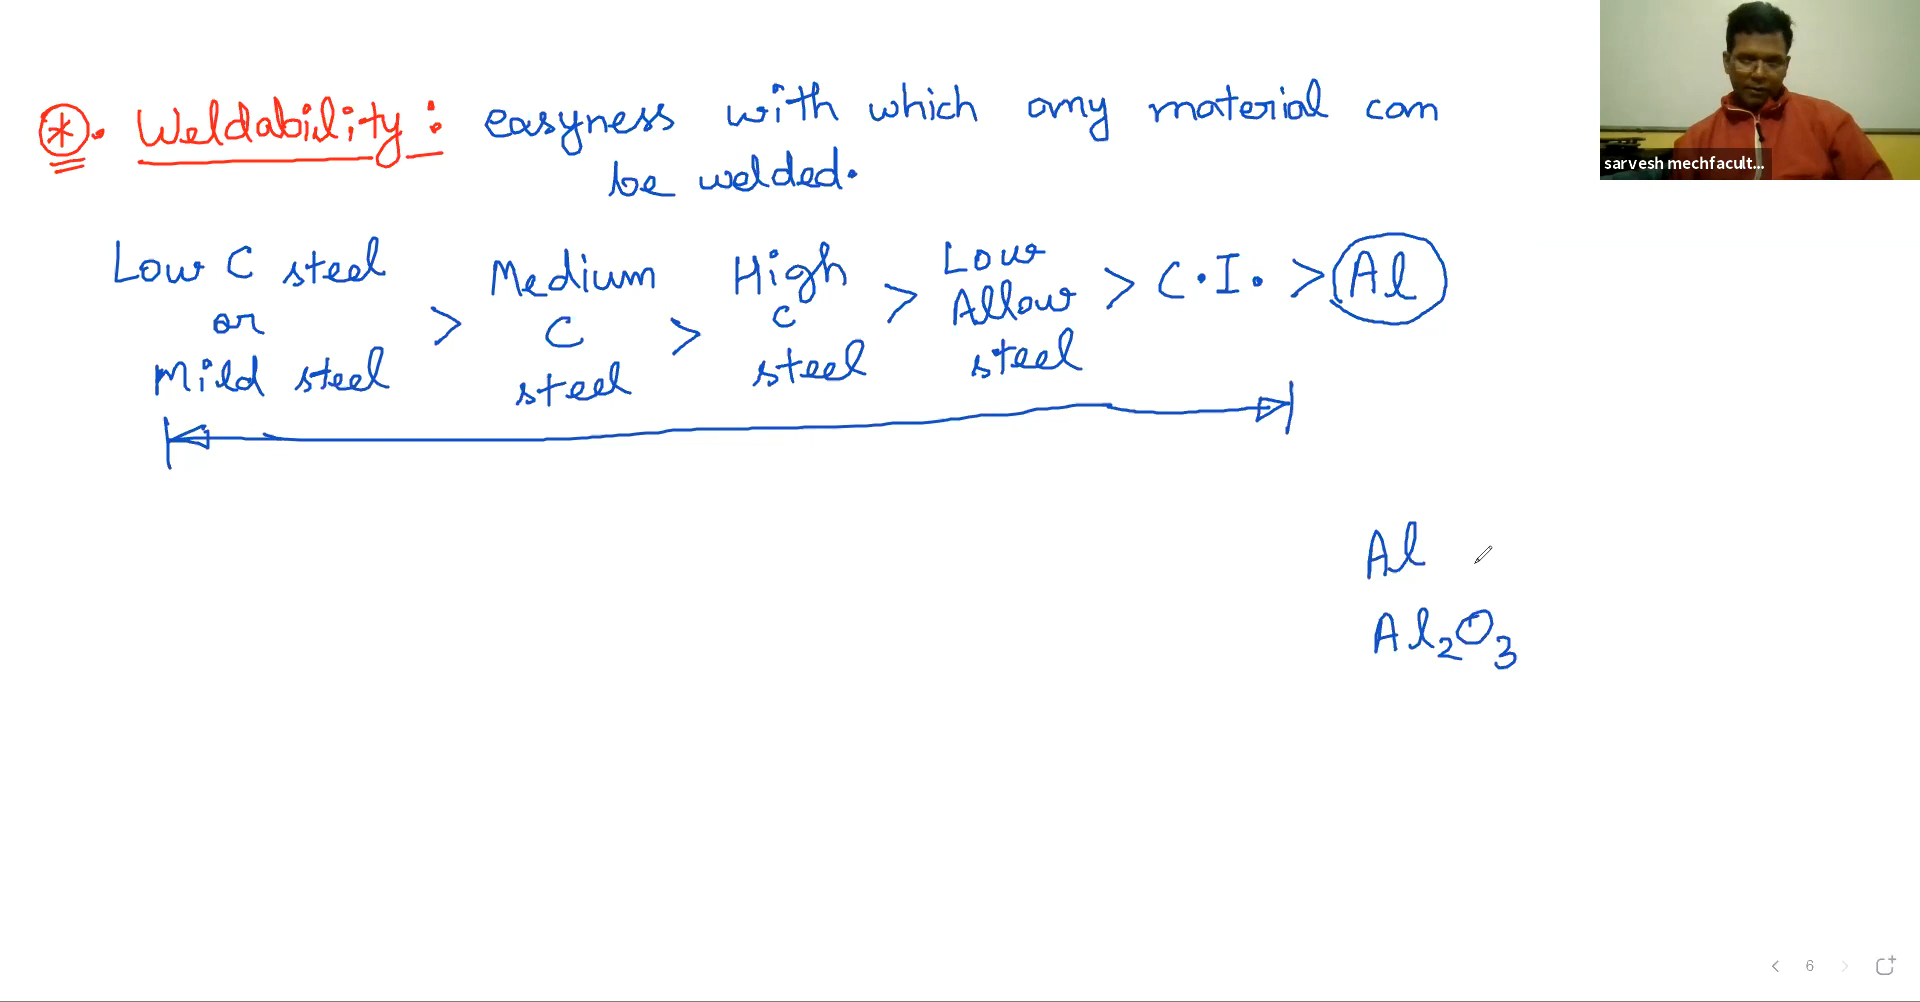 * . Weldability : easyness with which any material can
be welded.
Low C steel or Mild steel > Medium C steel > High C steel > Low Allow steel > C.I. > Al
Al
Al₂O₃
sarvesh mechfacult...
6